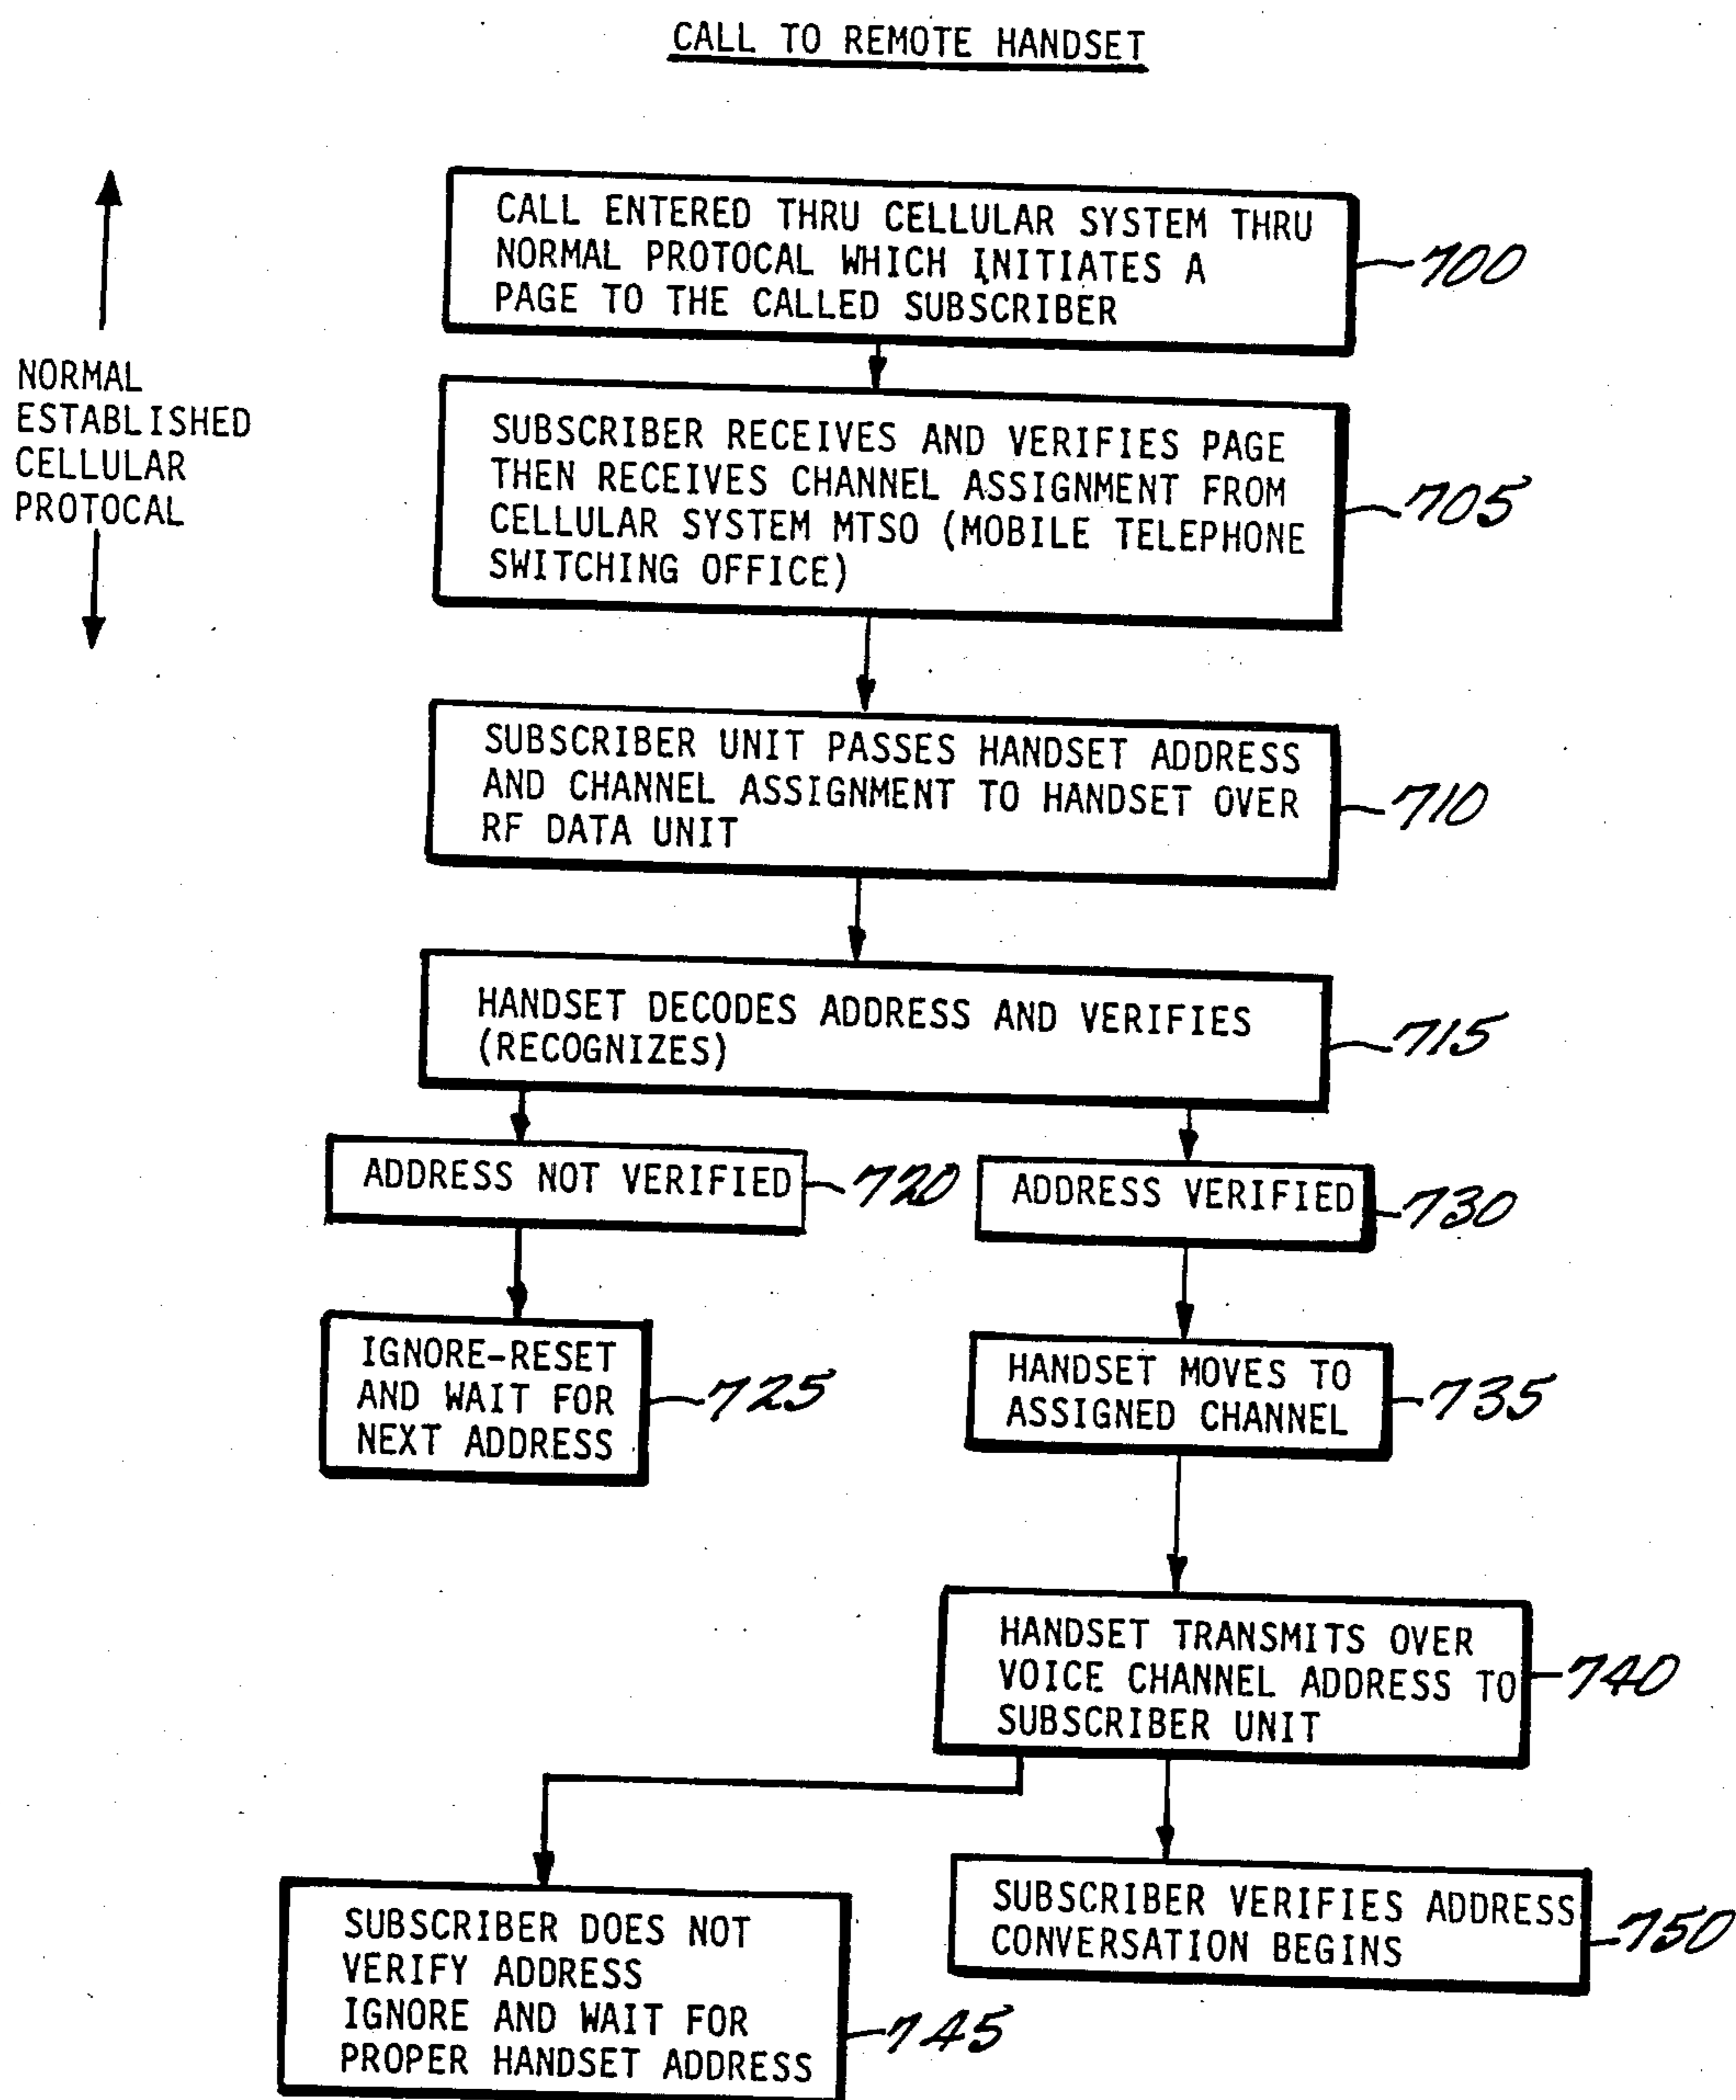 CALL TO REMOTE HANDSET
CALL ENTERED THRU CELLULAR SYSTEM THRU
NORMAL PROTOCAL WHICH INITIATES A
PAGE TO THE CALLED SUBSCRIBER
700
NORMAL
ESTABLISHED
CELLULAR
PROTOCAL
SUBSCRIBER RECEIVES AND VERIFIES PAGE
THEN RECEIVES CHANNEL ASSIGNMENT FROM
CELLULAR SYSTEM MTSO (MOBILE TELEPHONE
SWITCHING OFFICE)
705
SUBSCRIBER UNIT PASSES HANDSET ADDRESS
AND CHANNEL ASSIGNMENT TO HANDSET OVER
RF DATA UNIT
710
HANDSET DECODES ADDRESS AND VERIFIES
(RECOGNIZES)
715
ADDRESS NOT VERIFIED
720
ADDRESS VERIFIED
730
IGNORE-RESET
AND WAIT FOR
NEXT ADDRESS
725
HANDSET MOVES TO
ASSIGNED CHANNEL
735
HANDSET TRANSMITS OVER
VOICE CHANNEL ADDRESS TO
SUBSCRIBER UNIT
740
SUBSCRIBER DOES NOT
VERIFY ADDRESS
IGNORE AND WAIT FOR
PROPER HANDSET ADDRESS
745
SUBSCRIBER VERIFIES ADDRESS
CONVERSATION BEGINS
750